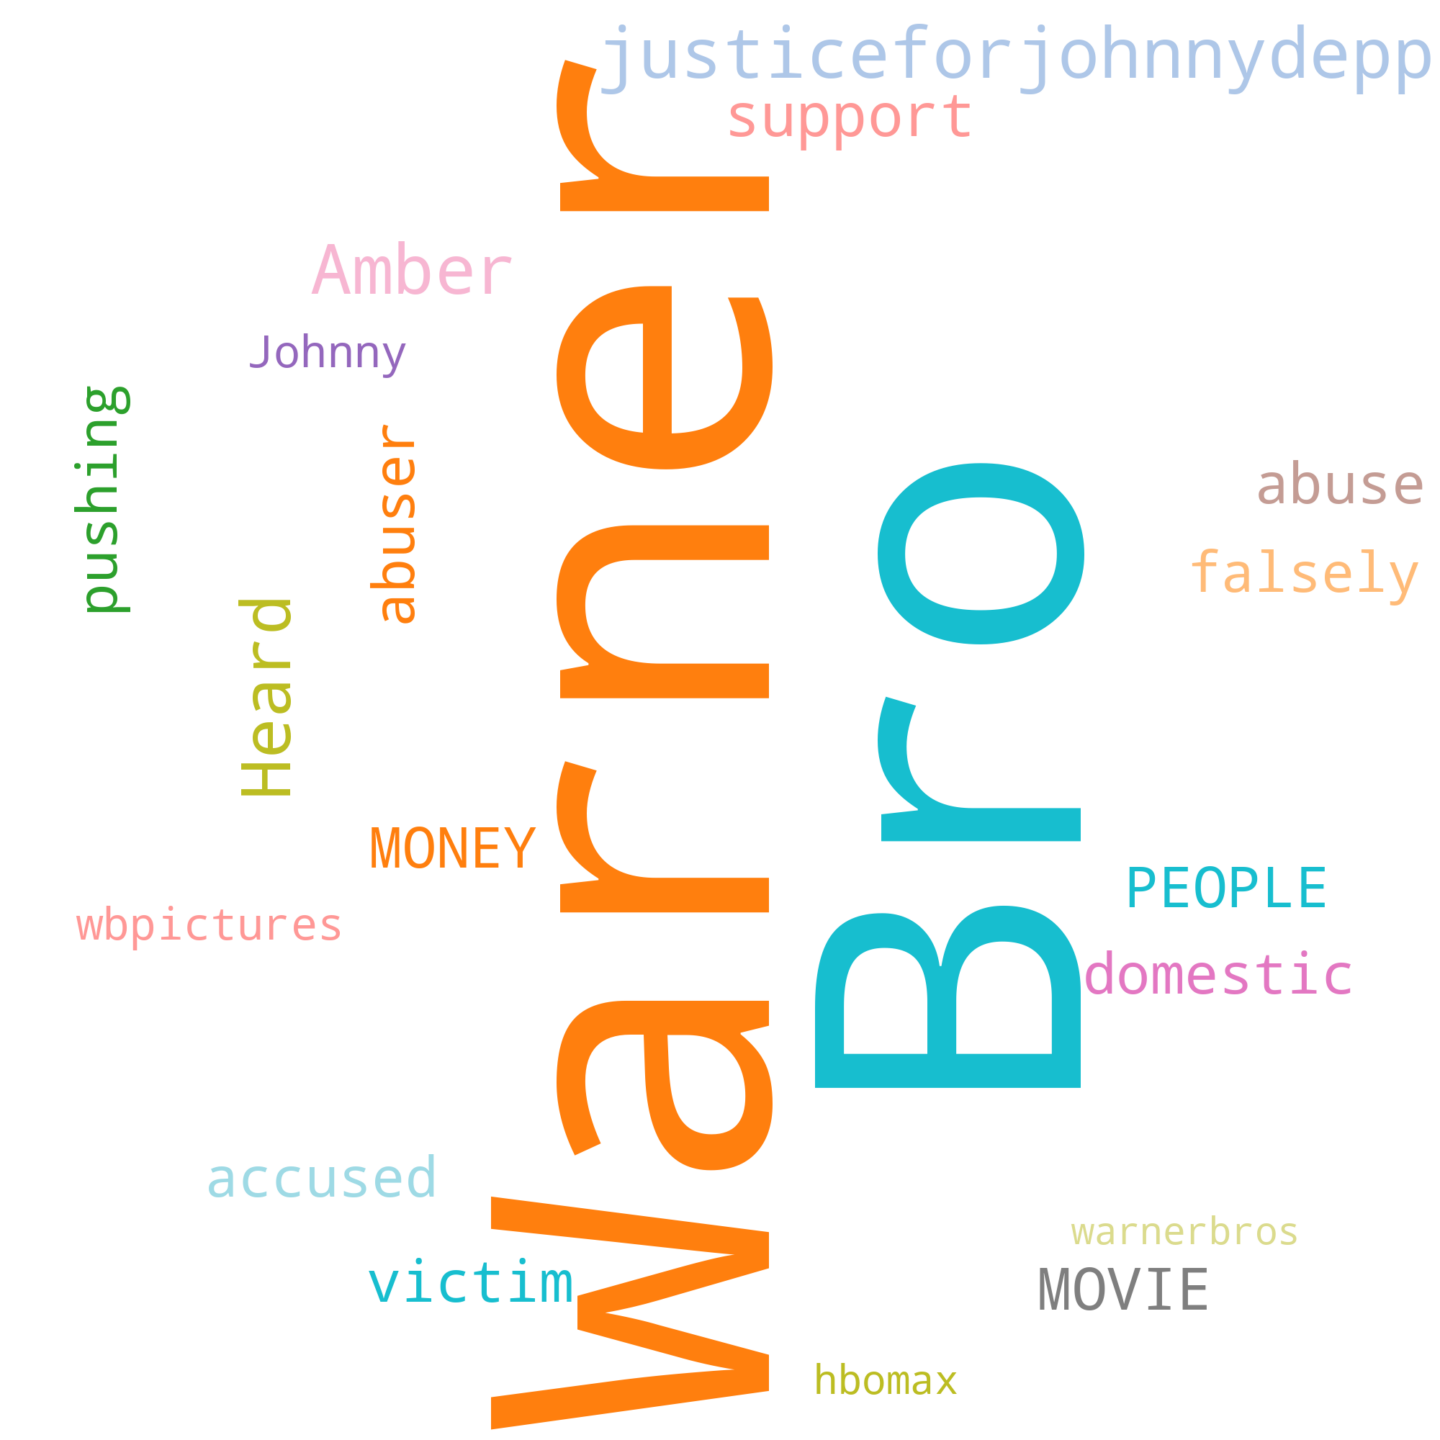 justiceforjohnnydepp
support
Warner
Amber
Johnny
pushing
abuser
Bro
abuse
falsely
Heard
MONEY
PEOPLE
wbpictures
domestic
accused
warnerbros
victim
MOVIE
hbomax